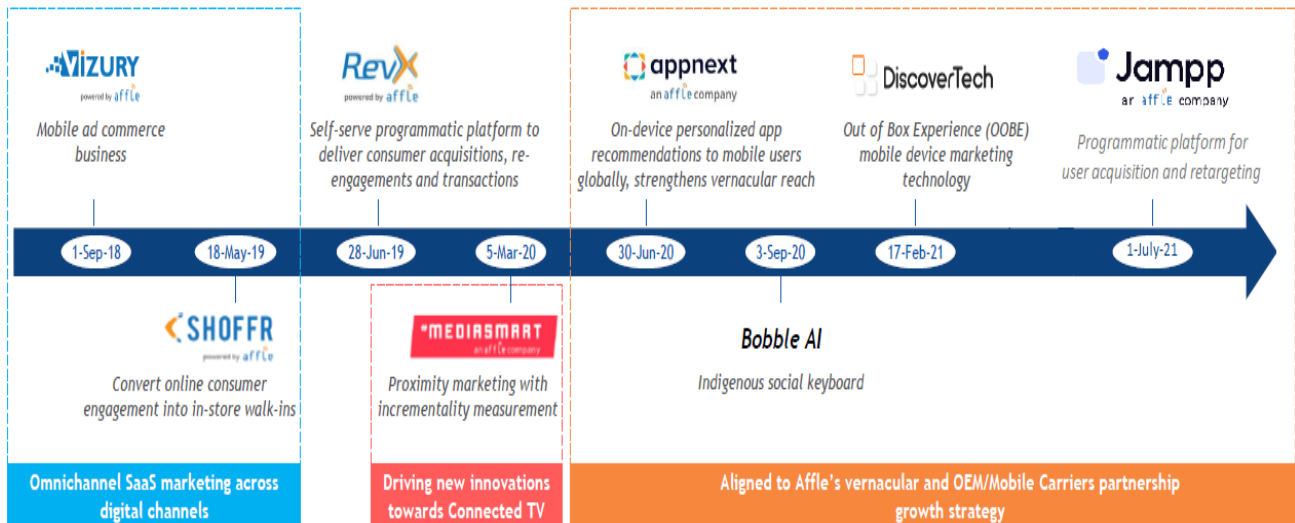 VIZURY
powered by affle
Mobile ad commerce
business
RevX
powered by affle
Self-serve programmatic platform to
deliver consumer acquisitions, re-
engagements and transactions
appnext
an affle company
On-device personalized app
recommendations to mobile users
globally, strengthens vernacular reach
DiscoverTech
Out of Box Experience (OOBE)
mobile device marketing
technology
Jampp
an affle company
Programmatic platform for
user acquisition and retargeting
1-Sep-18
18-May-19
28-Jun-19
5-Mar-20
30-Jun-20
3-Sep-20
17-Feb-21
1-July-21
SHOFFR
powered by affle
Convert online consumer
engagement into in-store walk-ins
MEDIASMART
an affle company
Proximity marketing with
incrementality measurement
Bobble AI
Indigenous social keyboard
Omnichannel SaaS marketing across
digital channels
Driving new innovations
towards Connected TV
Aligned to Affle's vernacular and OEM/Mobile Carriers partnership
growth strategy